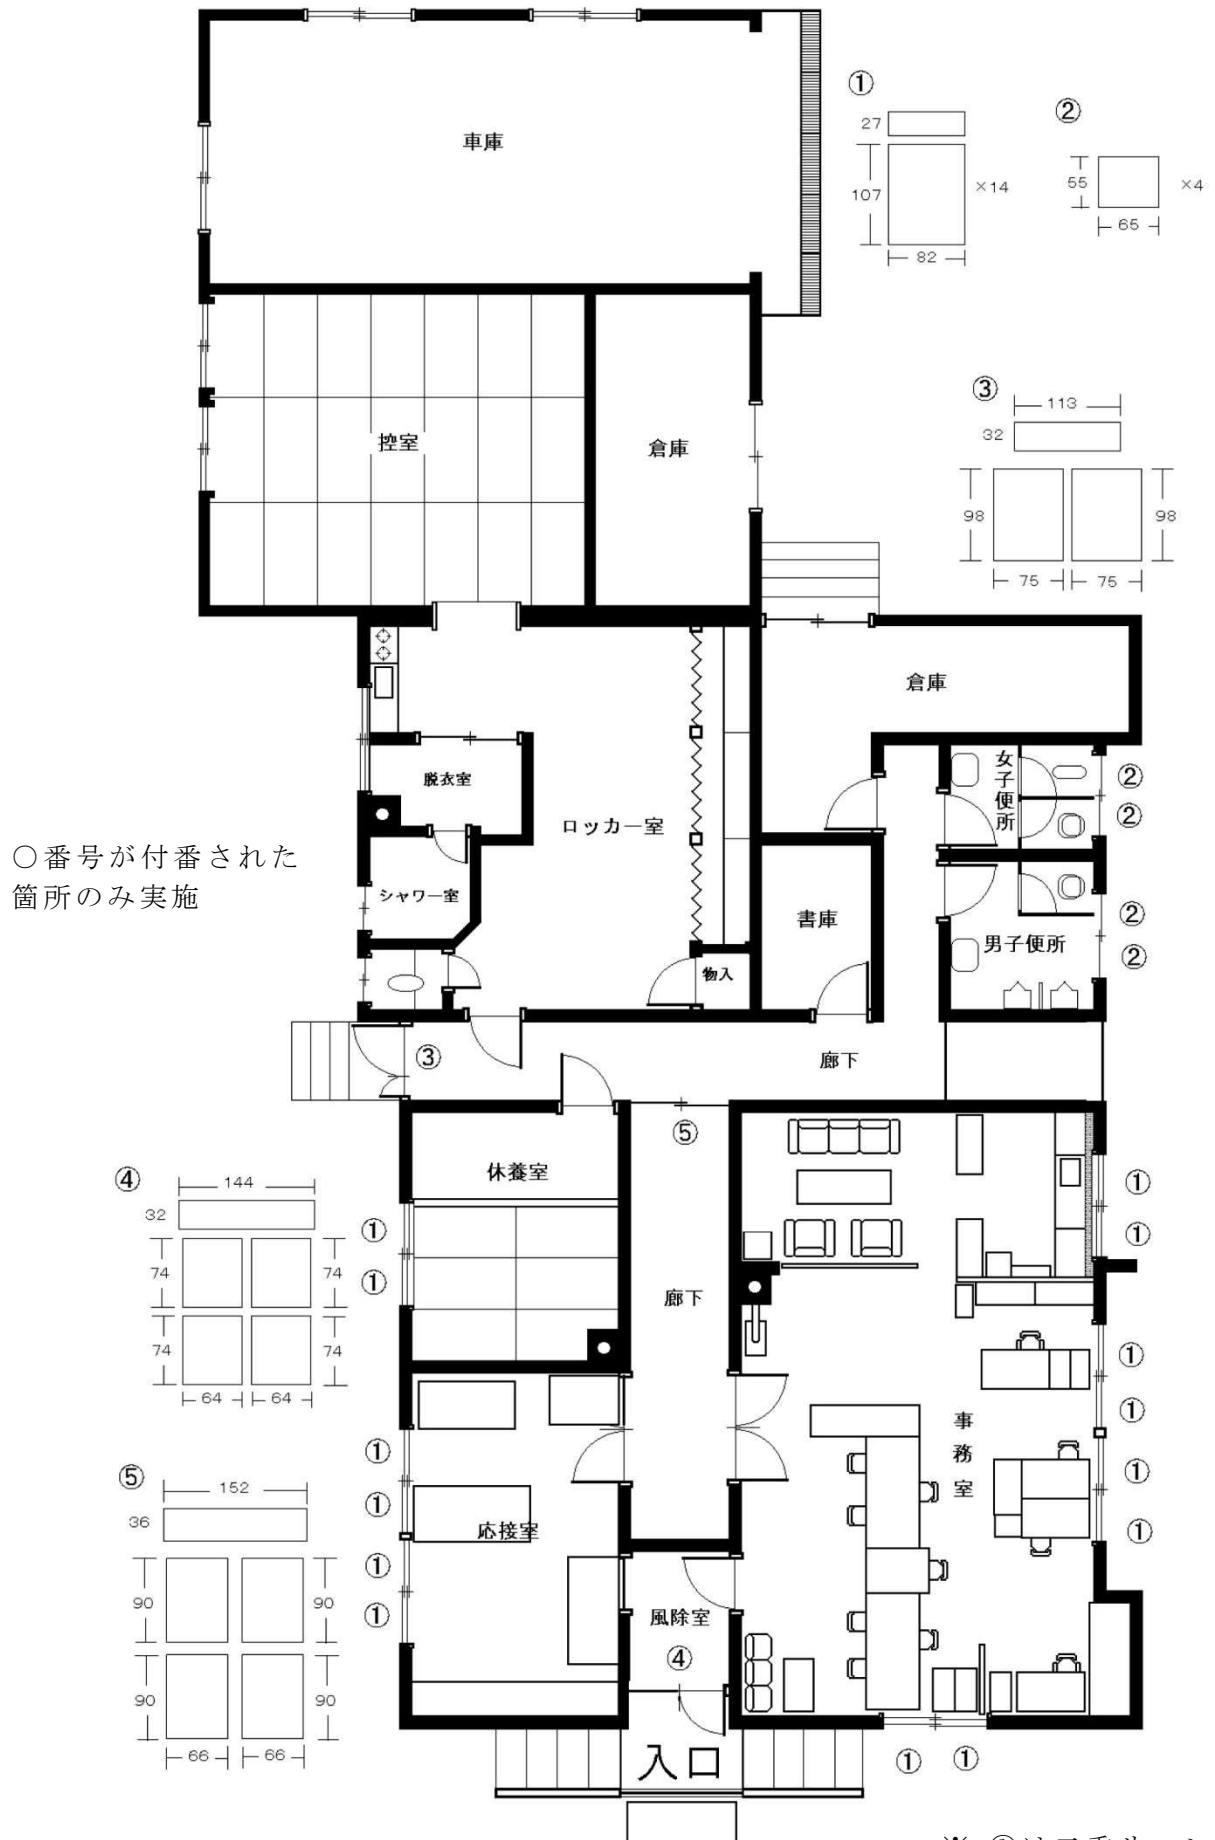 車庫
①
27
107
×14
82
②
55
×4
65
控室
倉庫
③
113
32
98
98
75
75
倉庫
脱衣室
女子便所
②
②
ロッカー室
〇番号が付番された
箇所のみ実施
シャワー室
書庫
②
男子便所
②
物入
③
廊下
⑤
休養室
④
144
32
74
74
74
74
64
64
①
①
①
①
廊下
①
①
事務室
①
①
⑤
152
36
90
90
90
90
66
66
①
①
①
①
応接室
風除室
④
入口
①
①